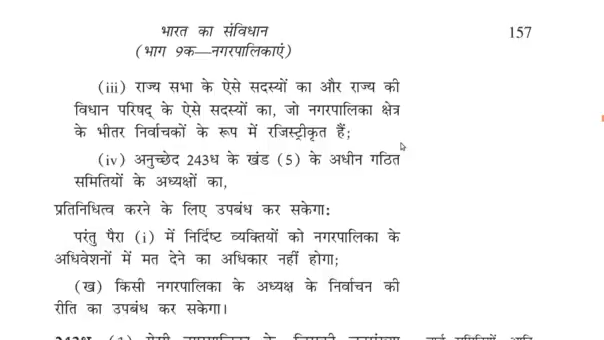 भारत का संविधान
157
(भाग 9क—नगरपालिकाएं)
(iii) राज्य सभा के ऐसे सदस्यों का और राज्य की
विधान परिषद् के ऐसे सदस्यों का, जो नगरपालिका क्षेत्र
के भीतर निर्वाचकों के रूप में रजिस्ट्रीकृत हैं;
(iv) अनुच्छेद 243ध के खंड (5) के अधीन गठित
समितियों के अध्यक्षों का,
प्रतिनिधित्व करने के लिए उपबंध कर सकेगा:
परंतु पैरा (i) में निर्दिष्ट व्यक्तियों को नगरपालिका के
अधिवेशनों में मत देने का अधिकार नहीं होगा;
(ख) किसी नगरपालिका के अध्यक्ष के निर्वाचन की
रीति का उपबंध कर सकेगा।